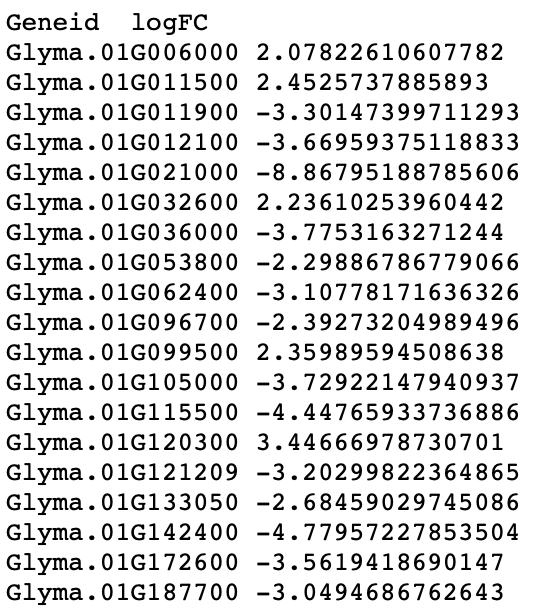 Geneid  logFC
Glyma.01G006000 2.07822610607782
Glyma.01G011500 2.4525737885893
Glyma.01G011900 -3.30147399711293
Glyma.01G012100 -3.66959375118833
Glyma.01G021000 -8.86795188785606
Glyma.01G032600 2.23610253960442
Glyma.01G036000 -3.7753163271244
Glyma.01G053800 -2.29886786779066
Glyma.01G062400 -3.10778171636326
Glyma.01G096700 -2.39273204989496
Glyma.01G099500 2.35989594508638
Glyma.01G105000 -3.72922147940937
Glyma.01G115500 -4.44765933736886
Glyma.01G120300 3.44666978730701
Glyma.01G121209 -3.20299822364865
Glyma.01G133050 -2.68459029745086
Glyma.01G142400 -4.77957227853504
Glyma.01G172600 -3.5619418690147
Glyma.01G187700 -3.0494686762643